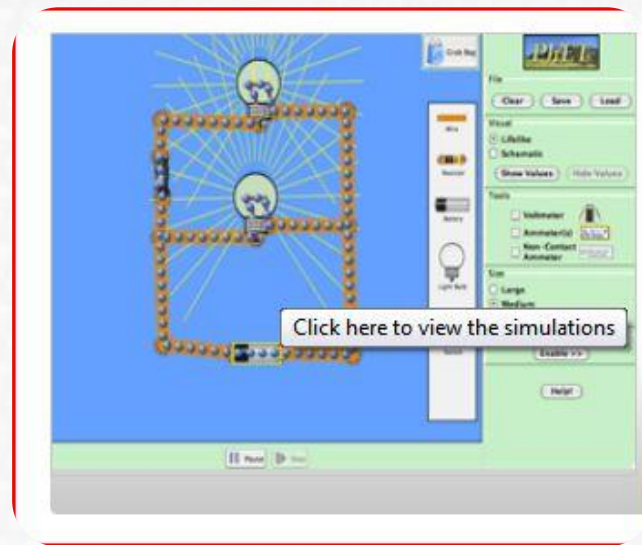 Grab Bag
File
Clear Save Load
Visual
Lifelike
Schematic
Show Values Hide Values
Tools
Voltmeter
Ammeter(s)
Non-Contact
Ammeter
Size
Large
Medium
Wire
Resistor
Battery
Light Bulb
Switch
Click here to view the simulations
Enable >>
Help!
Pause